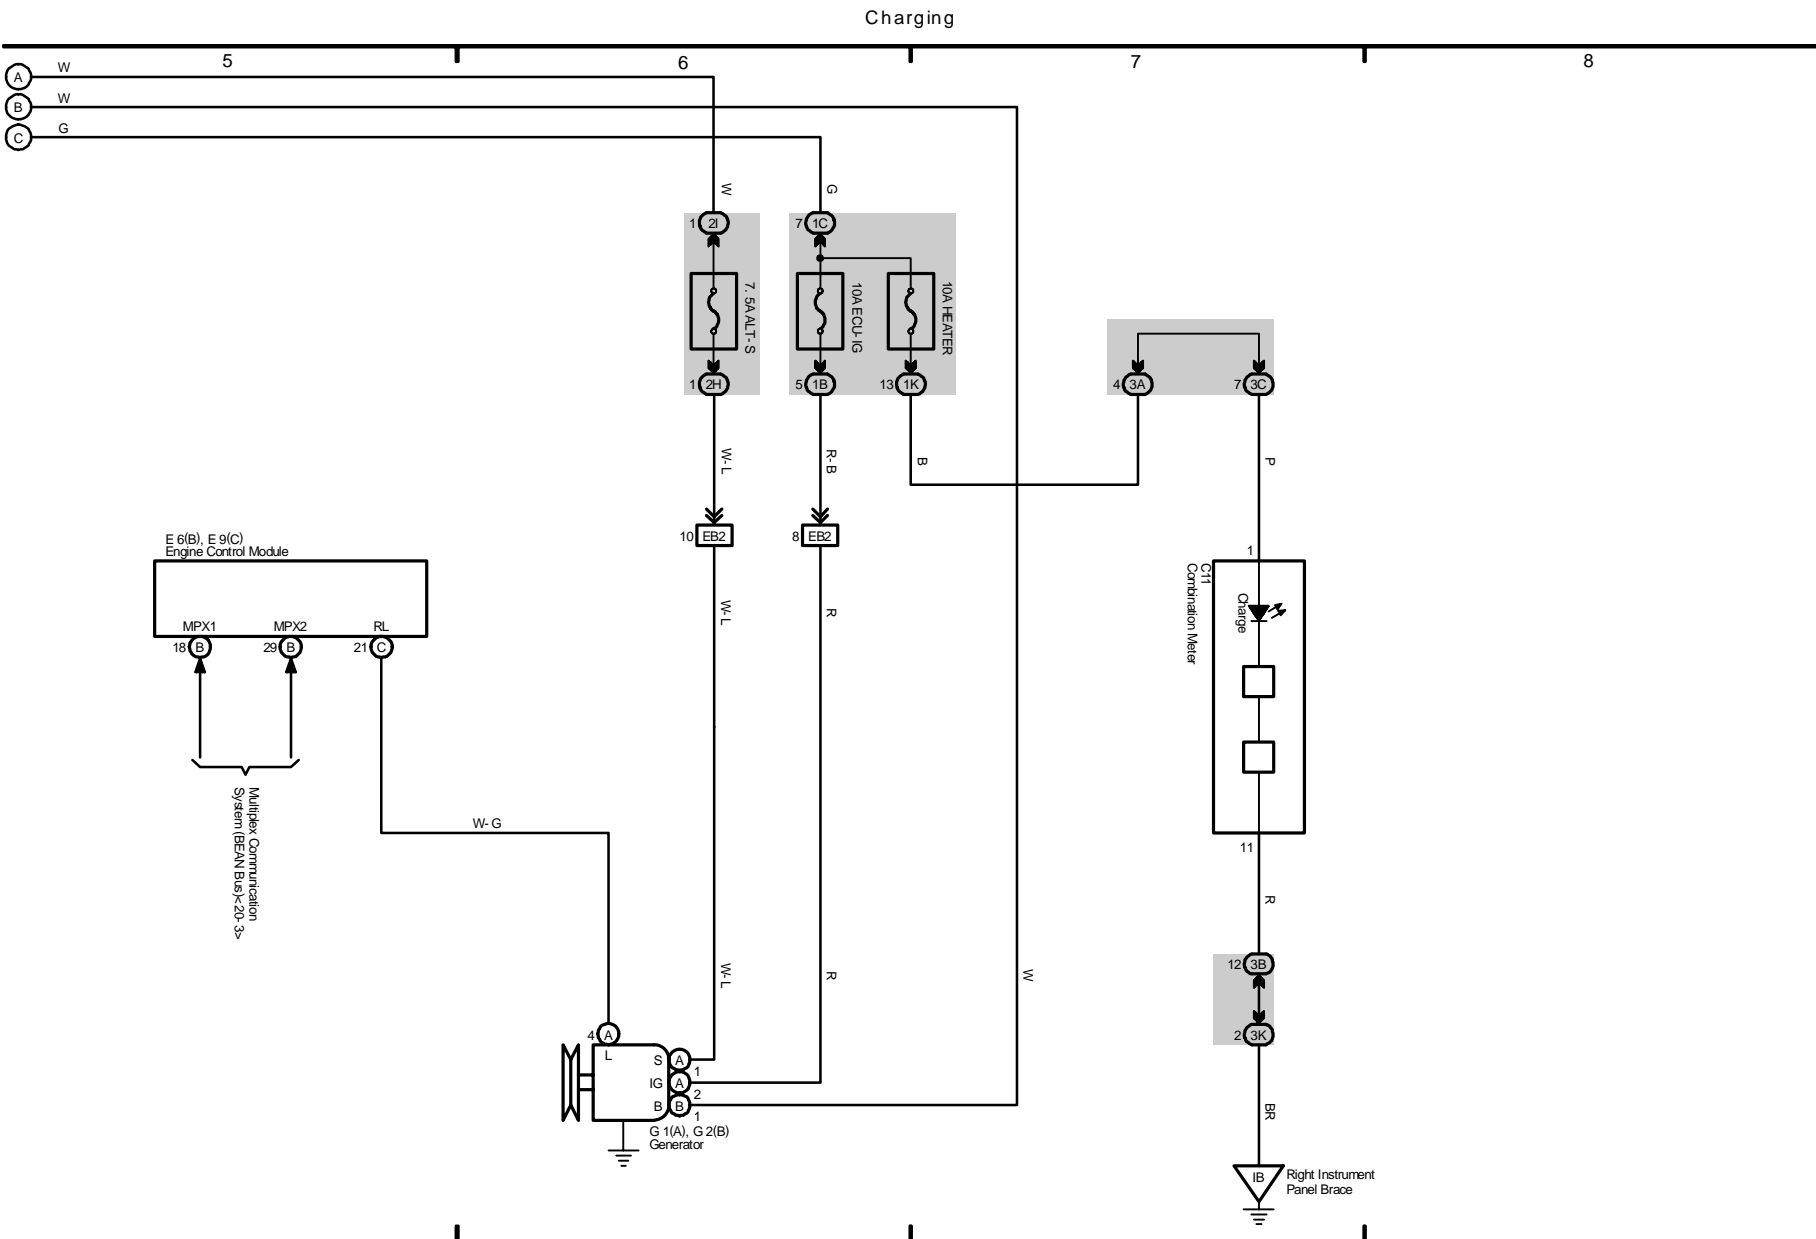 Charging
5
6
7
8
A
W
B
W
C
G
W
G
1
2I
7
1C
7. 5A ALT- S
10A ECU- IG
10A HEATER
1
2H
5
1B
13
1K
4
3A
7
3C
W- L
R- B
B
P
10
EB2
8
EB2
E 6(B), E 9(C)
Engine Control Module
MPX1
MPX2
RL
18
B
29
B
21
C
W- L
R
1
C11
Combination Meter
Charge
Multiplex Communication
System (BEAN Bus)<20- 3>
W- G
11
R
W- L
R
W
12
3B
2
3K
4
A
L
S
A
1
IG
A
2
B
B
1
G 1(A), G 2(B)
Generator
BR
IB
Right Instrument
Panel Brace